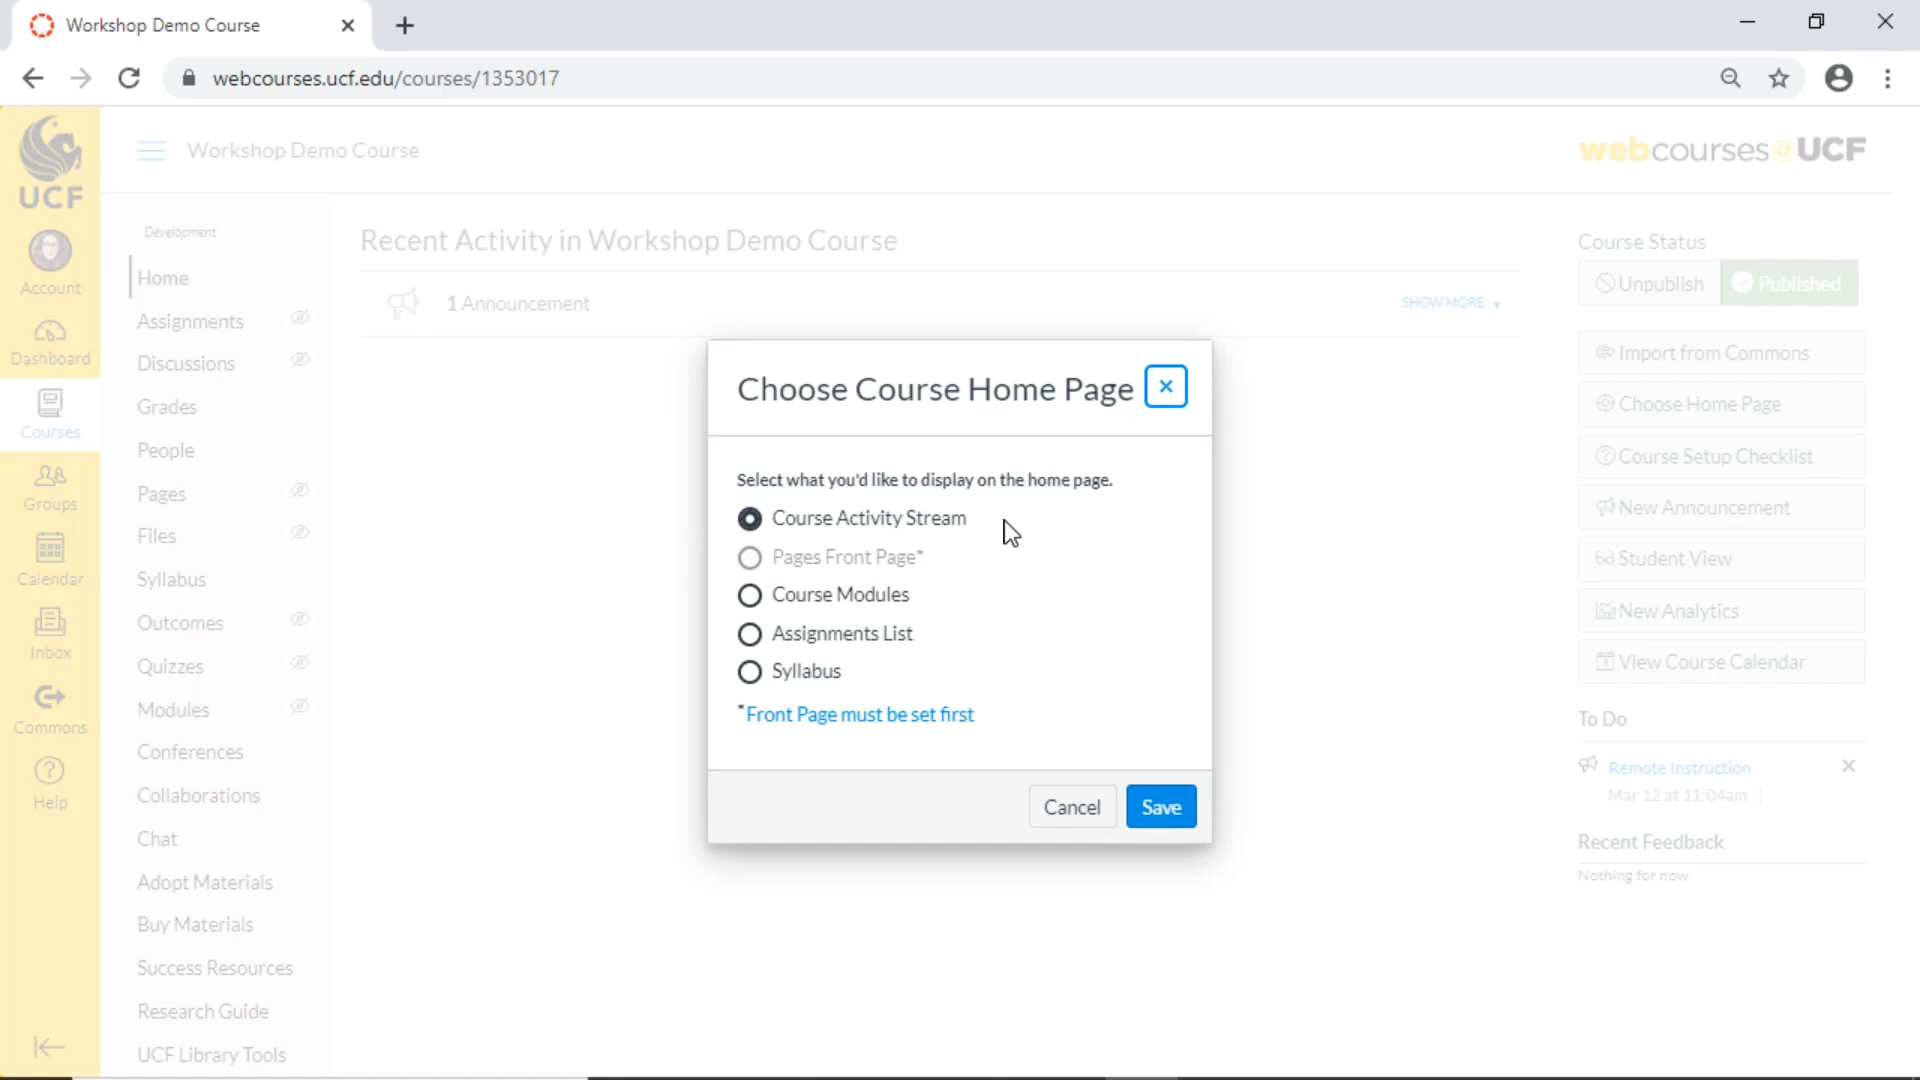 Workshop Demo Course
webcourses.ucf.edu/courses/1353017
UCF
Account
Dashboard
Courses
Groups
Calendar
Inbox
Commons
Help
Workshop Demo Course
webcourses@UCF
Development
Home
Assignments
Discussions
Grades
People
Pages
Files
Syllabus
Outcomes
Quizzes
Modules
Conferences
Collaborations
Chat
Adopt Materials
Buy Materials
Success Resources
Research Guide
UCF Library Tools
Recent Activity in Workshop Demo Course
1 Announcement
SHOW MORE
Choose Course Home Page
Select what you'd like to display on the home page.
Course Activity Stream
Pages Front Page*
Course Modules
Assignments List
Syllabus
*Front Page must be set first
Cancel Save
Course Status
Unpublish Published
Import from Commons
Choose Home Page
Course Setup Checklist
New Announcement
Student View
New Analytics
View Course Calendar
To Do
Remote Instruction
Mar 12 at 11:04am |
Recent Feedback
Nothing for now